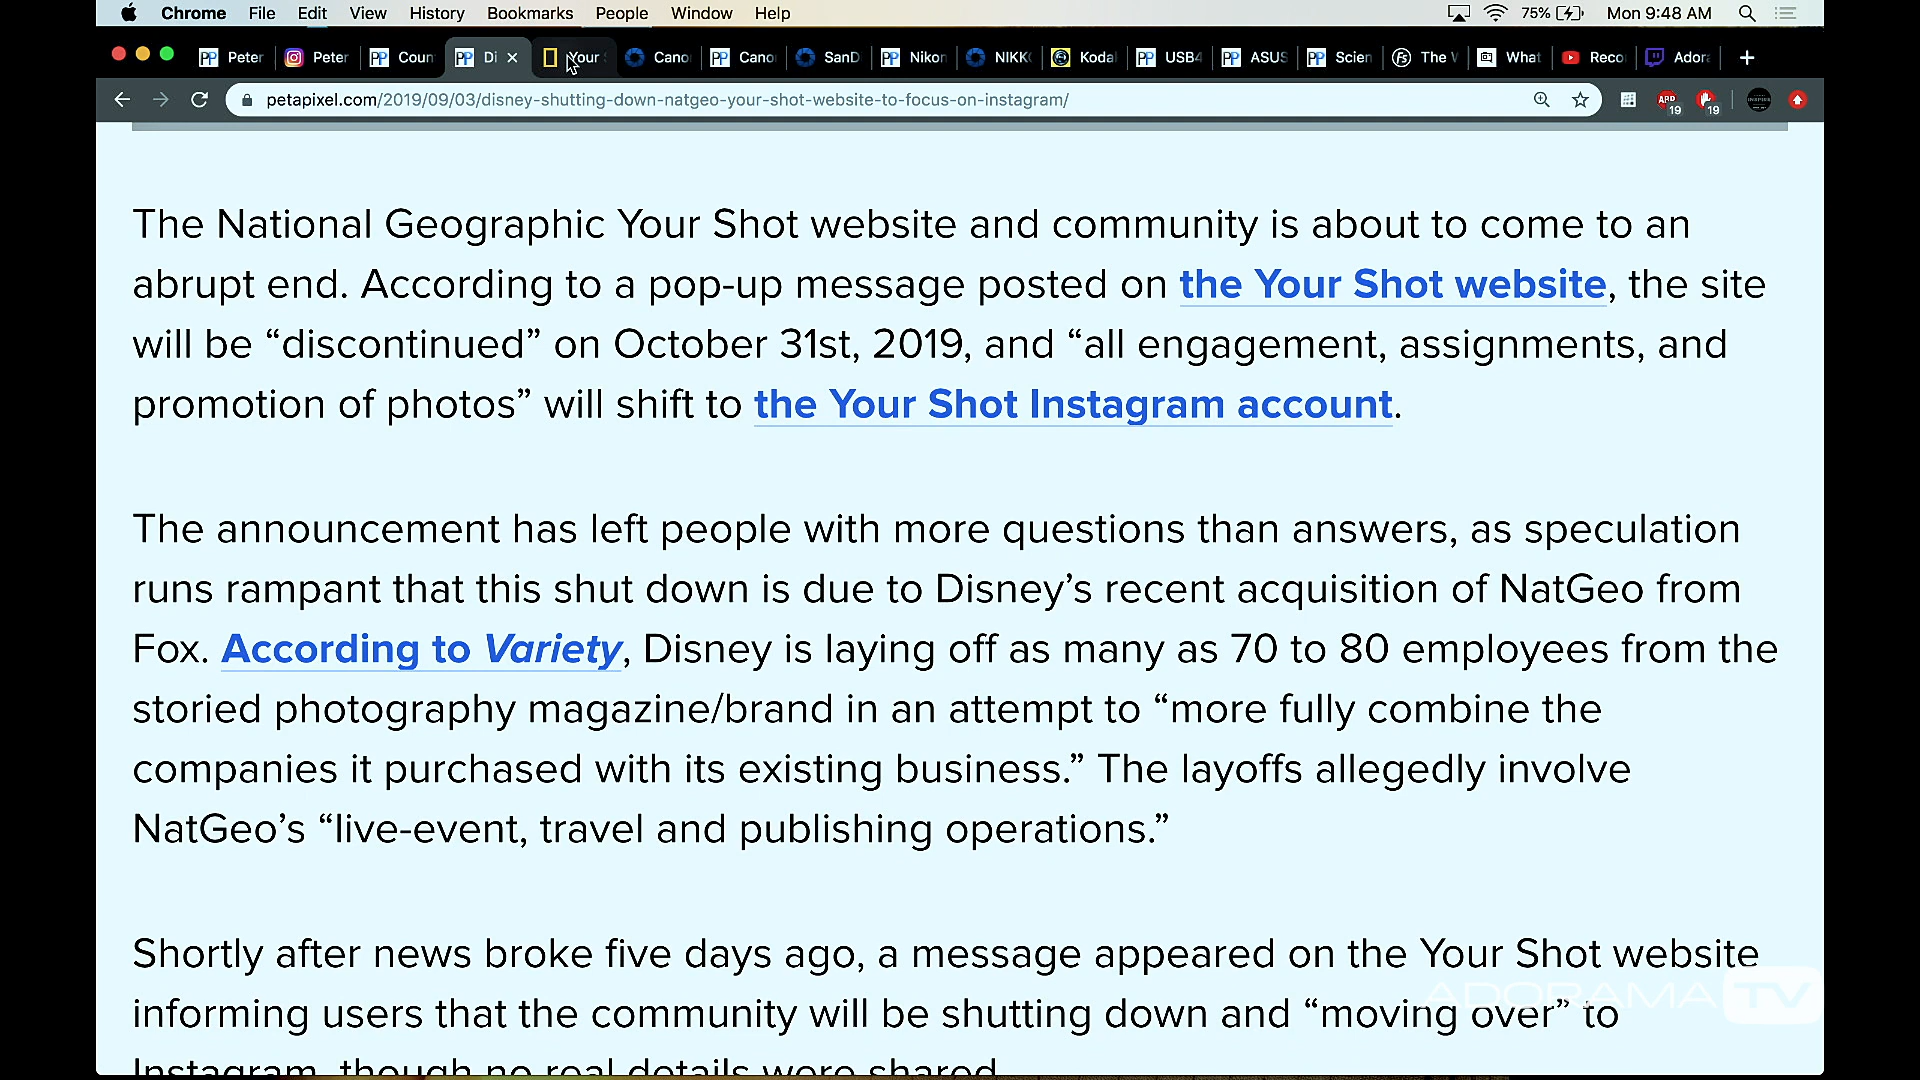 Chrome File Edit View History Bookmarks People Window Help 75% Mon 9:48 AM
Peter Peter Coun Di Your Cano Cano SanD Nikon NIKK Koda USB4 ASUS Scien The What Reco Ador
petapixel.com/2019/09/03/disney-shutting-down-natgeo-your-shot-website-to-focus-on-instagram/ 19 19
The National Geographic Your Shot website and community is about to come to an
abrupt end. According to a pop-up message posted on the Your Shot website, the site
will be “discontinued” on October 31st, 2019, and “all engagement, assignments, and
promotion of photos” will shift to the Your Shot Instagram account.
The announcement has left people with more questions than answers, as speculation
runs rampant that this shut down is due to Disney’s recent acquisition of NatGeo from
Fox. According to Variety, Disney is laying off as many as 70 to 80 employees from the
storied photography magazine/brand in an attempt to “more fully combine the
companies it purchased with its existing business.” The layoffs allegedly involve
NatGeo’s “live-event, travel and publishing operations.”
Shortly after news broke five days ago, a message appeared on the Your Shot website
informing users that the community will be shutting down and “moving over” to
Instagram, though no real details were shared.
ADORAMA TV